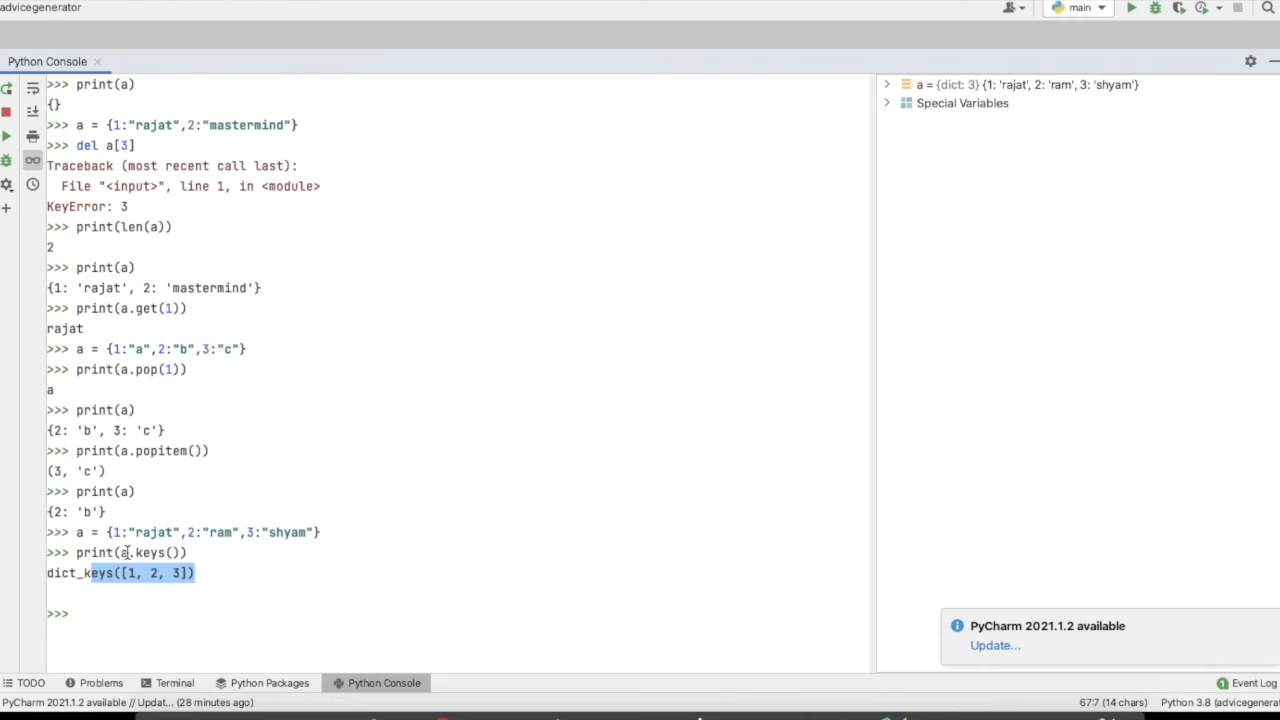 advicegenerator
main
Python Console
>>> print(a)
{}
>>> a = {1:"rajat",2:"mastermind"}
>>> del a[3]
Traceback (most recent call last):
  File "<input>", line 1, in <module>
KeyError: 3
>>> print(len(a))
2
>>> print(a)
{1: 'rajat', 2: 'mastermind'}
>>> print(a.get(1))
rajat
>>> a = {1:"a",2:"b",3:"c"}
>>> print(a.pop(1))
a
>>> print(a)
{2: 'b', 3: 'c'}
>>> print(a.popitem())
(3, 'c')
>>> print(a)
{2: 'b'}
>>> a = {1:"rajat",2:"ram",3:"shyam"}
>>> print(a.keys())
dict_keys([1, 2, 3])
>>>
a = {dict: 3} {1: 'rajat', 2: 'ram', 3: 'shyam'}
Special Variables
PyCharm 2021.1.2 available
Update...
TODO Problems Terminal Python Packages Python Console 1 Event Log
PyCharm 2021.1.2 available // Updat... (28 minutes ago) 67:7 (14 chars) Python 3.8 (advicegenera